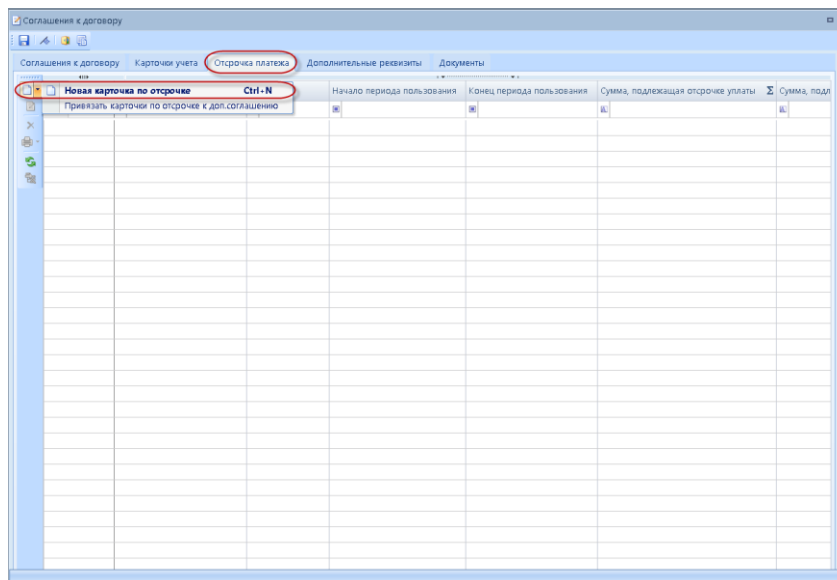 Соглашения к договору
Соглашения к договору Карточки учета Отсрочка платежа Дополнительные реквизиты Документы
Новая карточка по отсрочке Ctrl+N
Привязать карточки по отсрочке к доп.соглашению
Начало периода пользования Конец периода пользования Сумма, подлежащая отсрочке уплаты Σ Сумма, подл